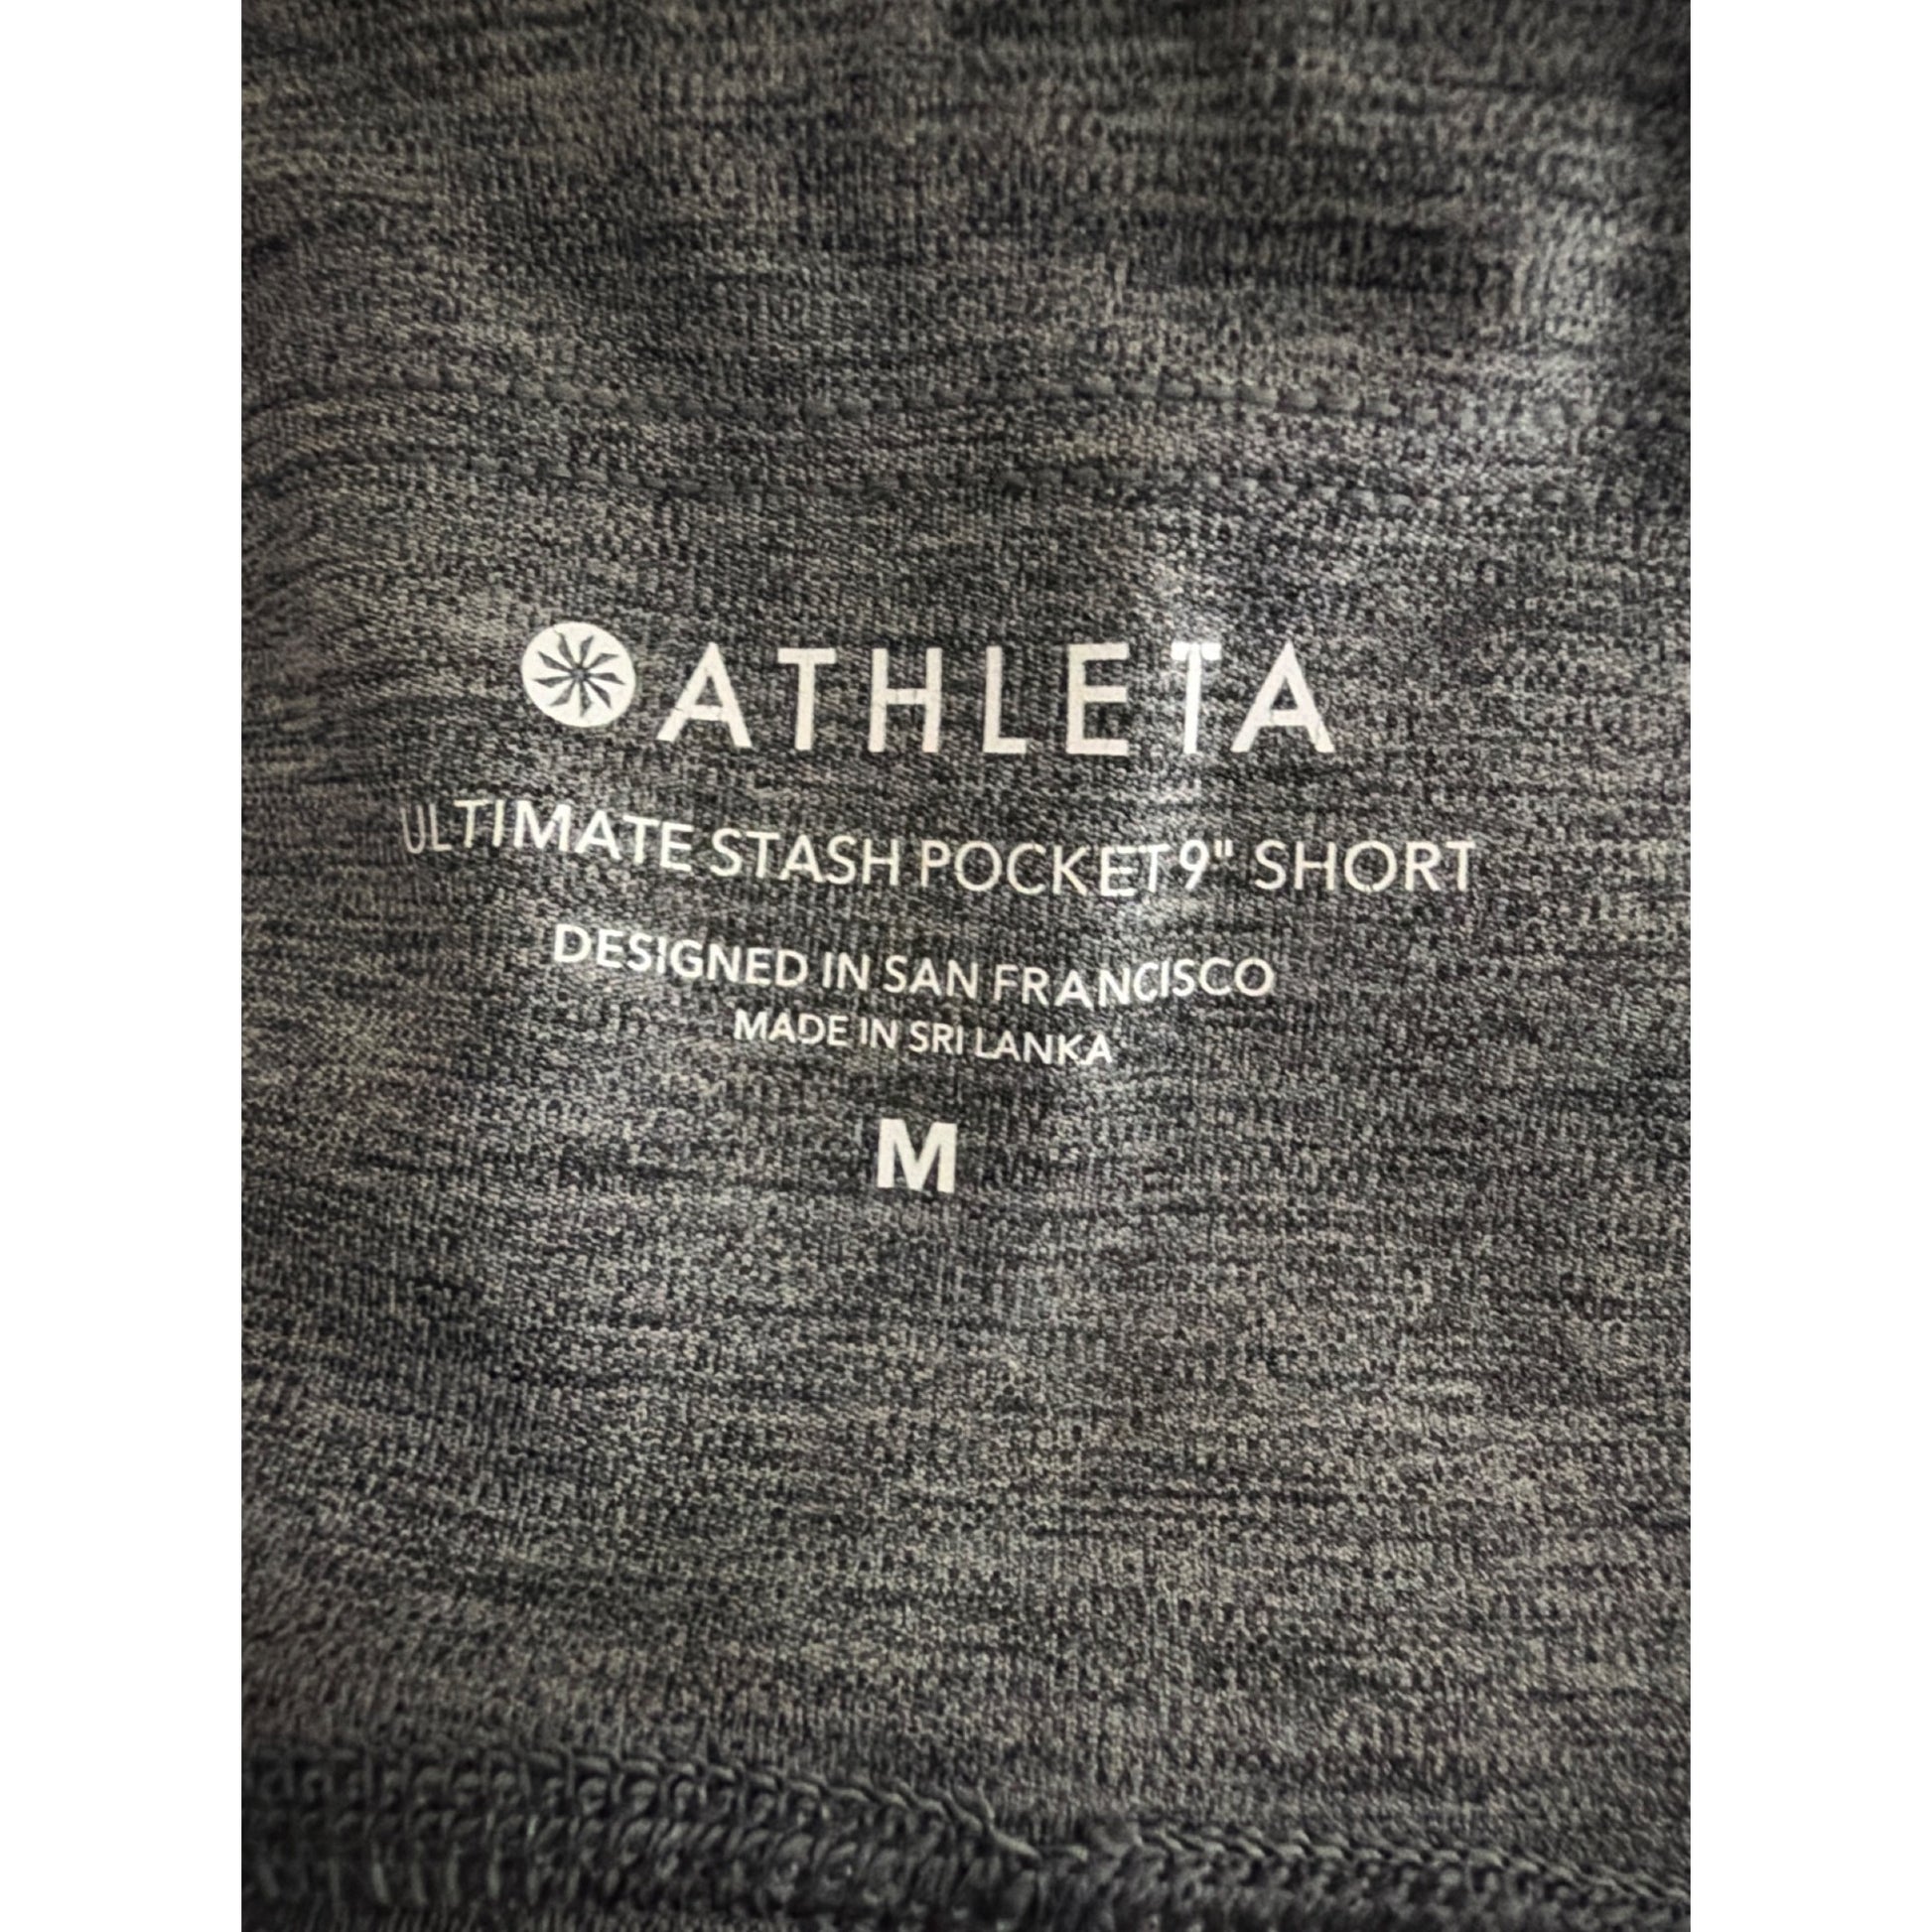 ATHLETA
ULTIMATE STASH POCKET 9" SHORT
DESIGNED IN SAN FRANCISCO
MADE IN SRI LANKA
M